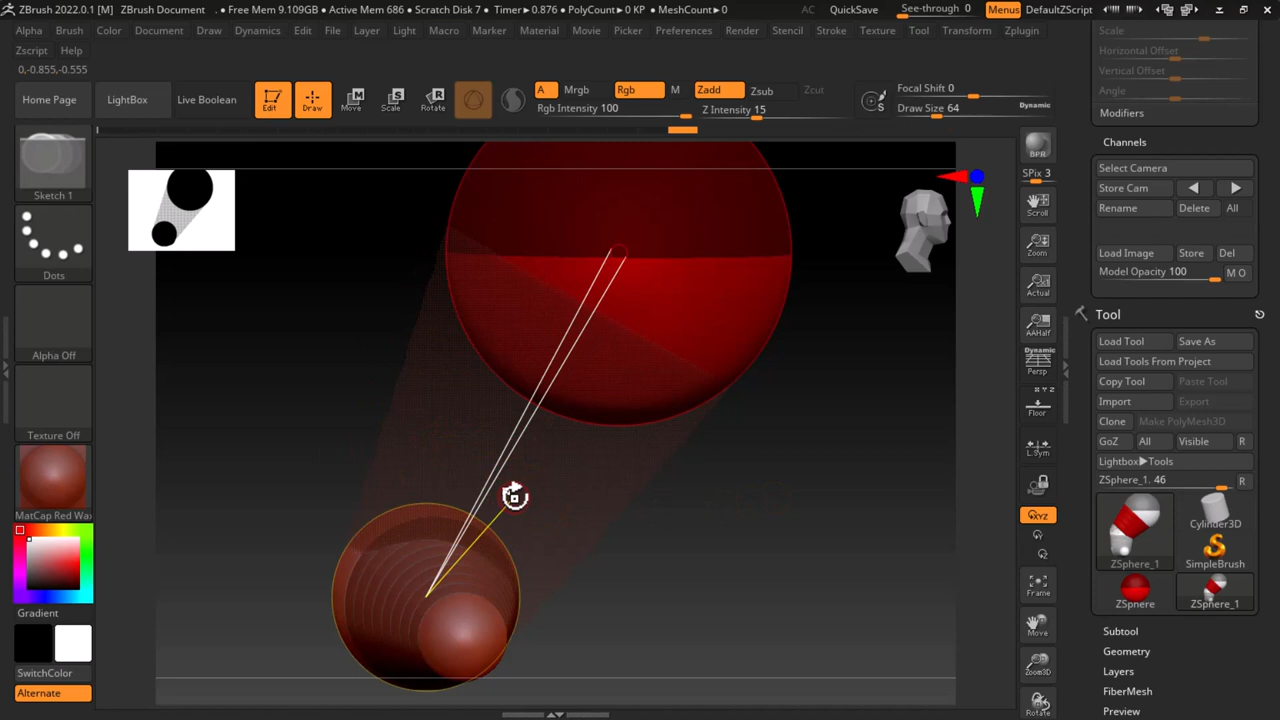 ZBrush 2022.0.1 [M] ZBrush Document . • Free Mem 9.109GB • Active Mem 686 • Scratch Disk 7 • Timer▸0.876 • PolyCount▸0 KP • MeshCount▸0 AC QuickSave See-through 0 Menus DefaultZScript
Alpha Brush Color Document Draw Dynamics Edit File Layer Light Macro Marker Material Movie Picker Preferences Render Stencil Stroke Texture Tool Transform Zplugin
Zscript Help
0,-0.855,-0.555
Home Page LightBox Live Boolean Edit Draw Move Scale Rotate A Mrgb Rgb M Zadd Zsub Zcut Focal Shift 0
Rgb Intensity 100 Z Intensity 15 Draw Size 64 Dynamic
Sketch 1
Dots
Alpha Off
Texture Off
MatCap Red Wa
Gradient
SwitchColor
Alternate
BPR
SPix 3
Scroll
Zoom
Actual
AAHalf
Dynamic
Persp
X Y Z
Floor
L.Sym
XYZ
Y
Z
Frame
Move
Zoom3D
Rotate
Scale
Horizontal Offset
Vertical Offset
Angle
Modifiers
Channels
Select Camera
Store Cam
Rename Delete All
Load Image Store Del
Model Opacity 100 M O
Tool
Load Tool Save As
Load Tools From Project
Copy Tool Paste Tool
Import Export
Clone Make PolyMesh3D
GoZ All Visible R
Lightbox▸Tools
ZSphere_1. 46 R
ZSphere_1 Cylinder3D
SimpleBrush
ZSphere ZSphere_1
Subtool
Geometry
Layers
FiberMesh
Preview